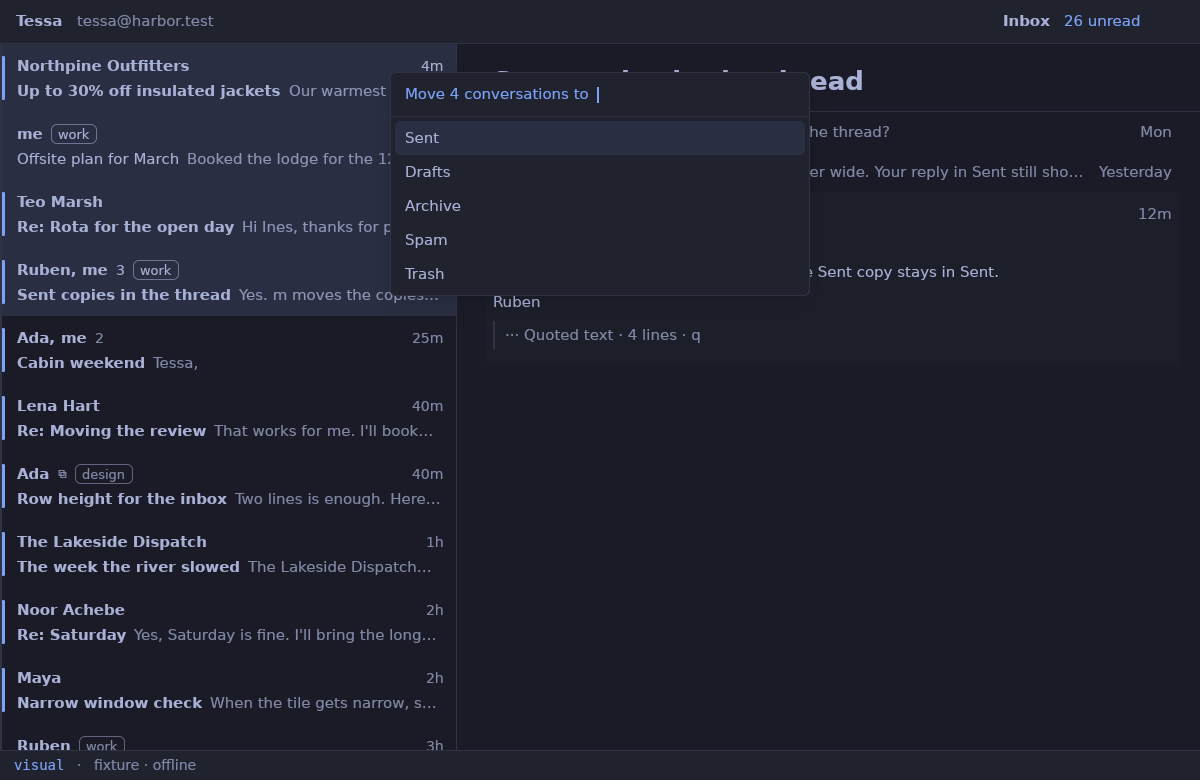 Tessa tessa@harbor.test Inbox 26 unread
Northpine Outfitters 4m
Up to 30% off insulated jackets Our warmest
me work
Offsite plan for March Booked the lodge for the 12
Teo Marsh
Re: Rota for the open day Hi Ines, thanks for p
Ruben, me 3 work
Sent copies in the thread Yes. m moves the copies…
Ada, me 2 25m
Cabin weekend Tessa,
Lena Hart 40m
Re: Moving the review That works for me. I'll book…
Ada design 40m
Row height for the inbox Two lines is enough. Here…
The Lakeside Dispatch 1h
The week the river slowed The Lakeside Dispatch…
Noor Achebe 2h
Re: Saturday Yes, Saturday is fine. I'll bring the long…
Maya 2h
Narrow window check When the tile gets narrow, s…
Ruben work 3h
Move 4 conversations to
Sent
Drafts
Archive
Spam
Trash
ead
he thread? Mon
er wide. Your reply in Sent still sho… Yesterday
12m
Sent copy stays in Sent.
Ruben
··· Quoted text · 4 lines · q
visual · fixture · offline